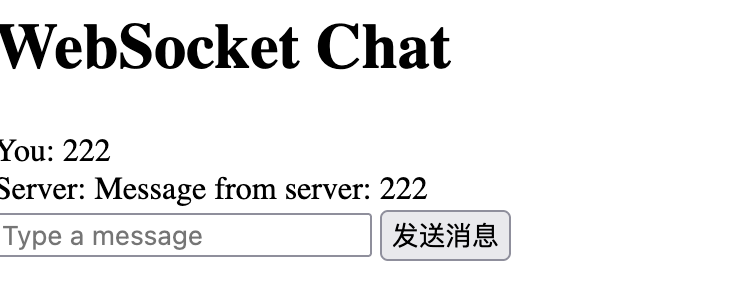 WebSocket Chat
You: 222
Server: Message from server: 222
Type a message 发送消息